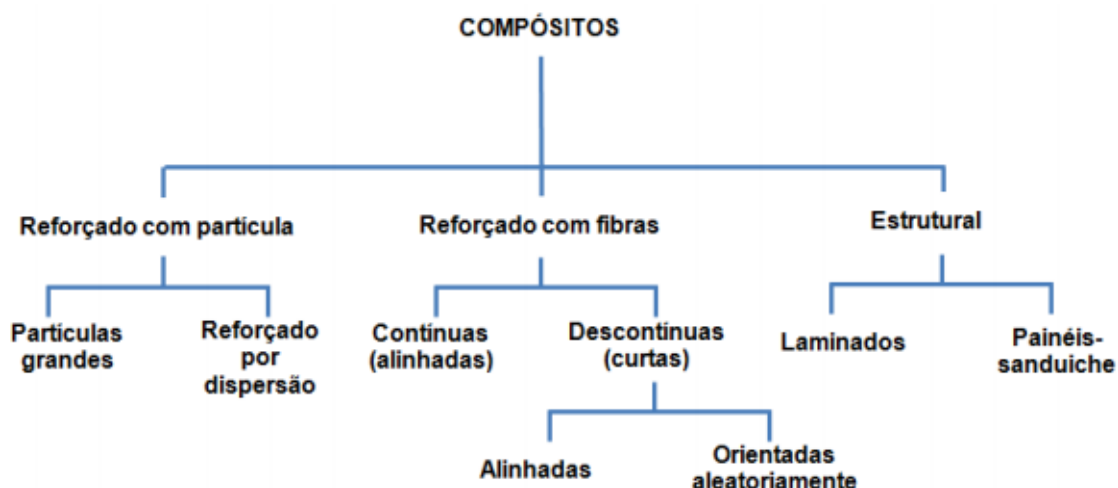 COMPÓSITOS
Reforçado com partícula
Reforçado com fibras
Estrutural
Partículas
grandes
Reforçado
por
dispersão
Contínuas
(alinhadas)
Descontínuas
(curtas)
Laminados
Painéis-
sanduiche
Alinhadas
Orientadas
aleatoriamente